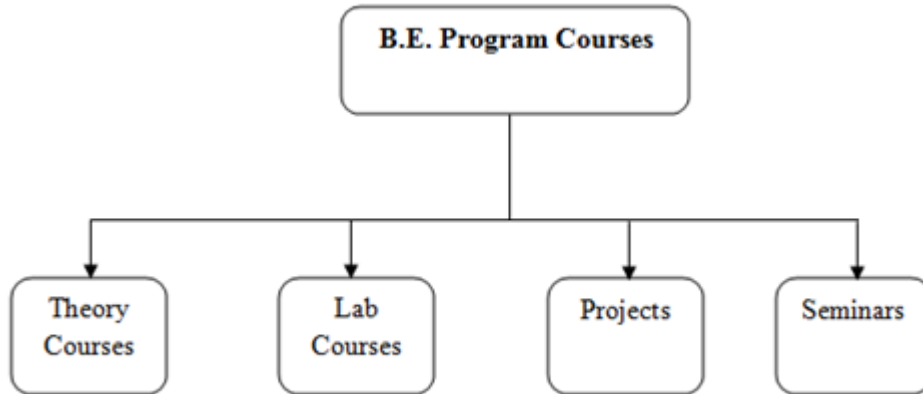 B.E. Program Courses
Theory
Courses
Lab
Courses
Projects
Seminars